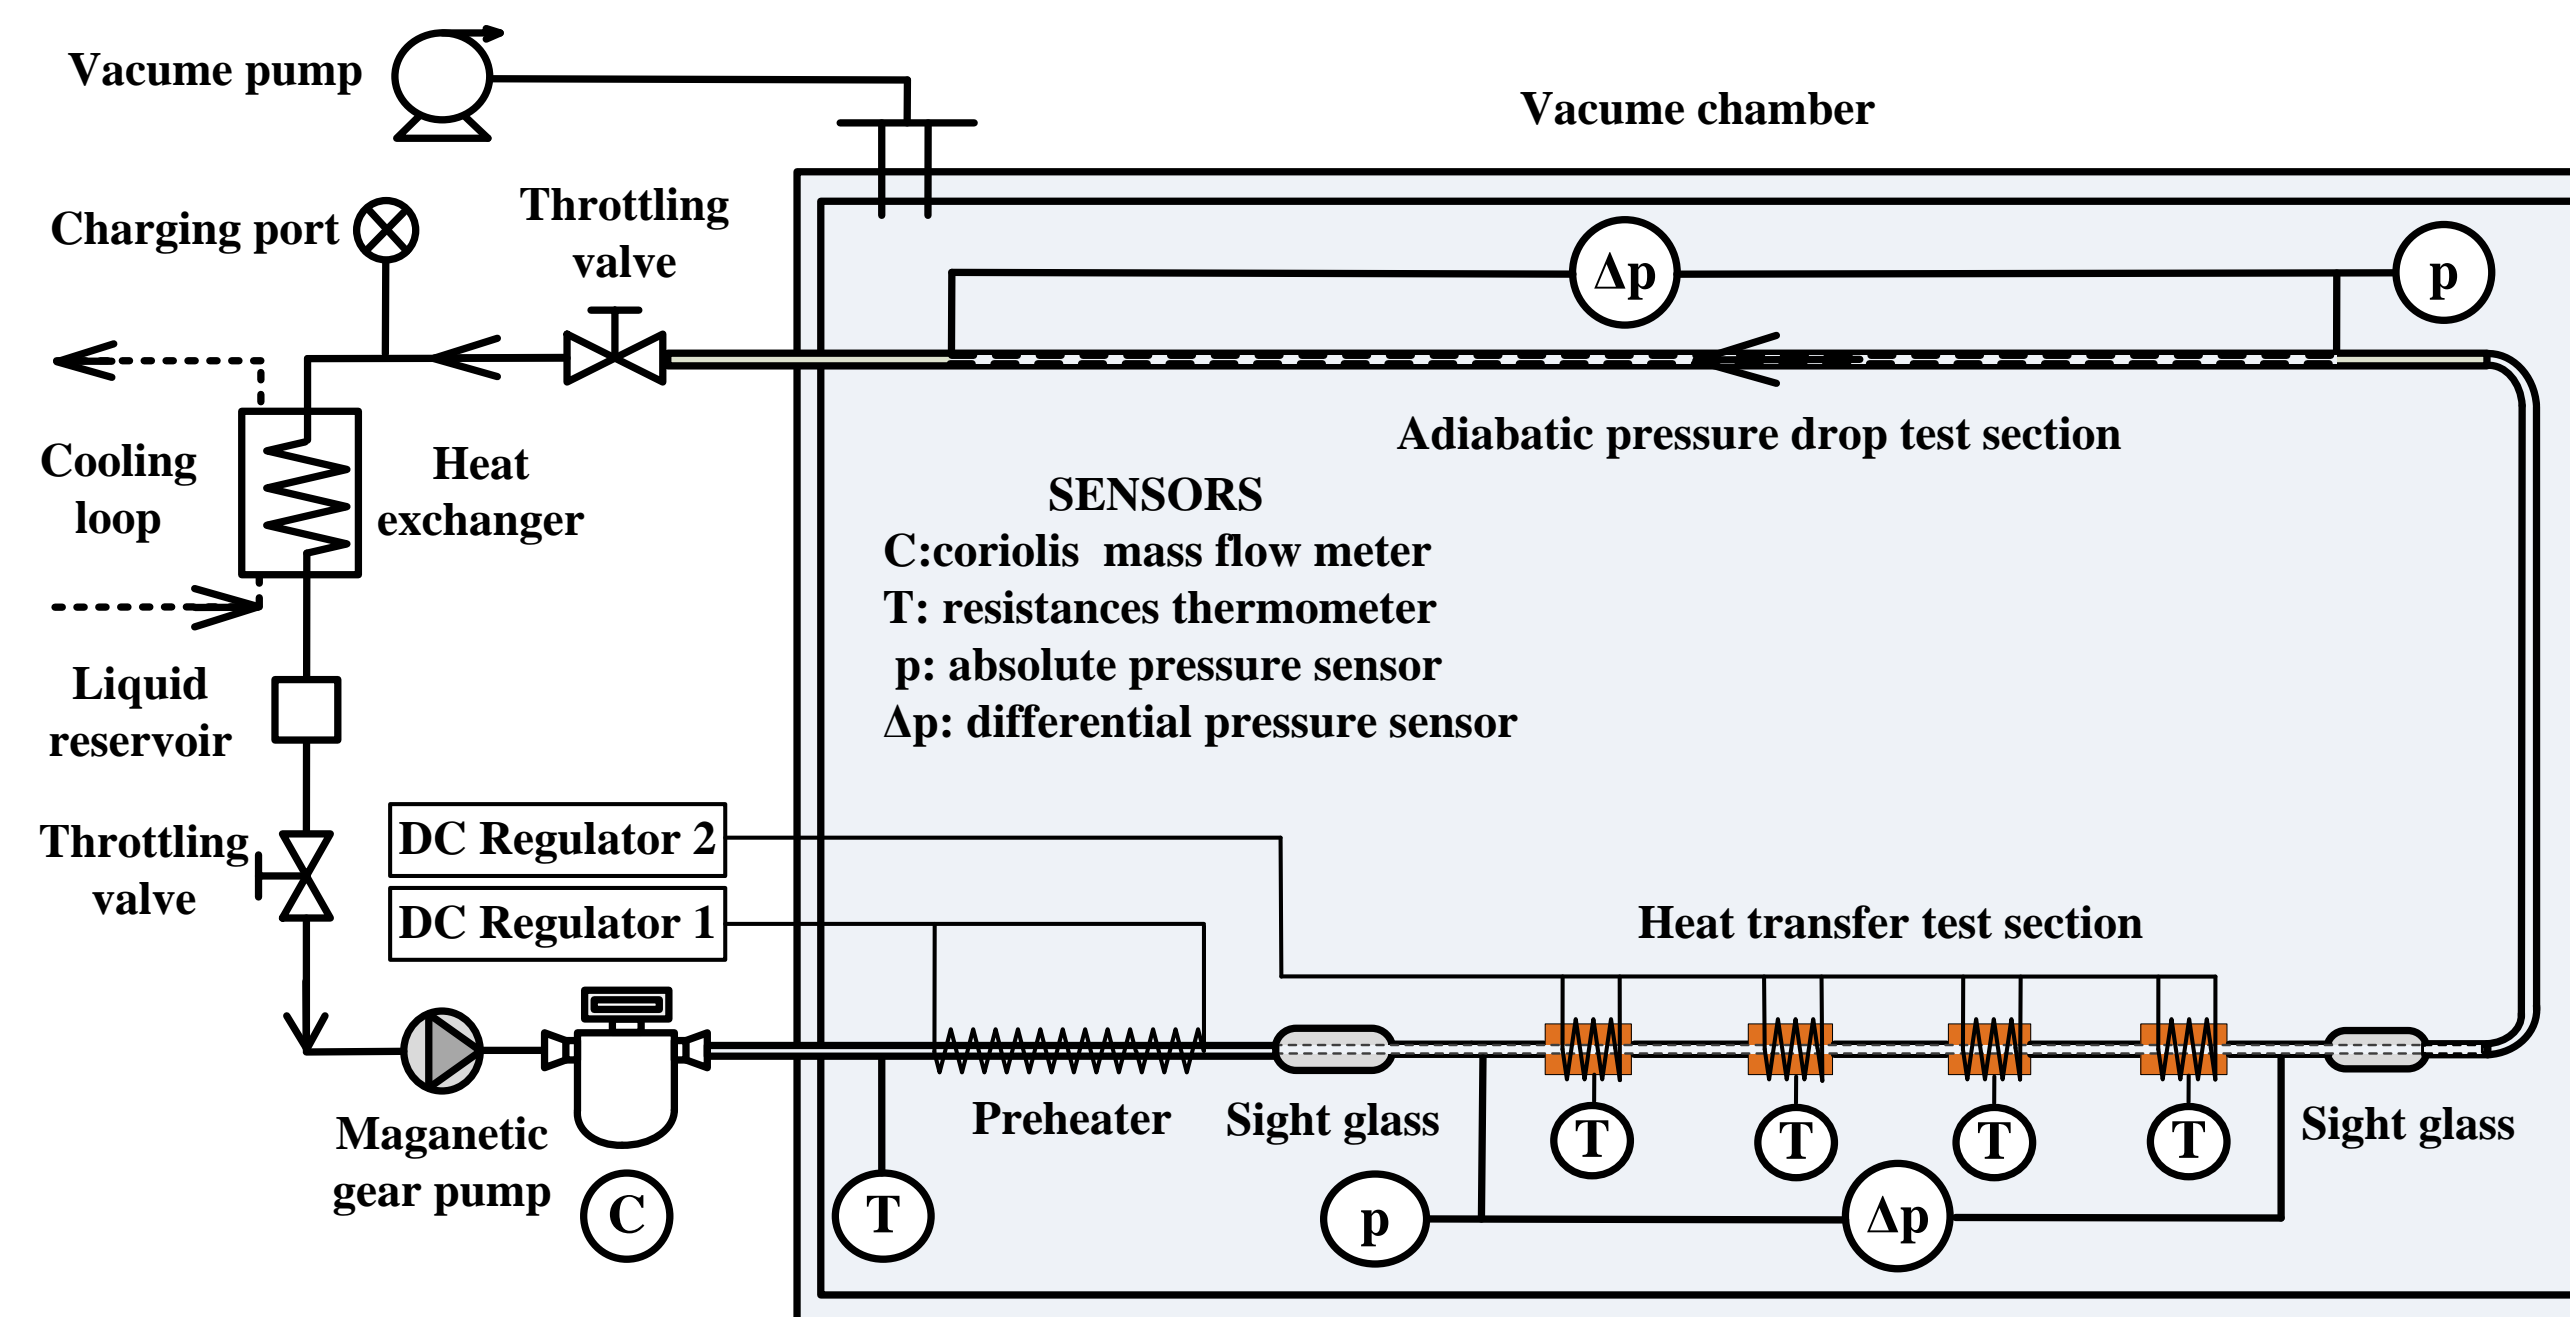 Vacume pump
Vacume chamber
Charging port
Throttling
valve
Δp
p
Adiabatic pressure drop test section
Cooling
loop
Heat
exchanger
SENSORS
C:coriolis  mass flow meter
T: resistances thermometer
p: absolute pressure sensor
Δp: differential pressure sensor
Liquid
reservoir
Throttling
valve
DC Regulator 2
DC Regulator 1
Heat transfer test section
Maganetic
gear pump
C
T
Preheater
Sight glass
T
T
T
T
Sight glass
p
Δp